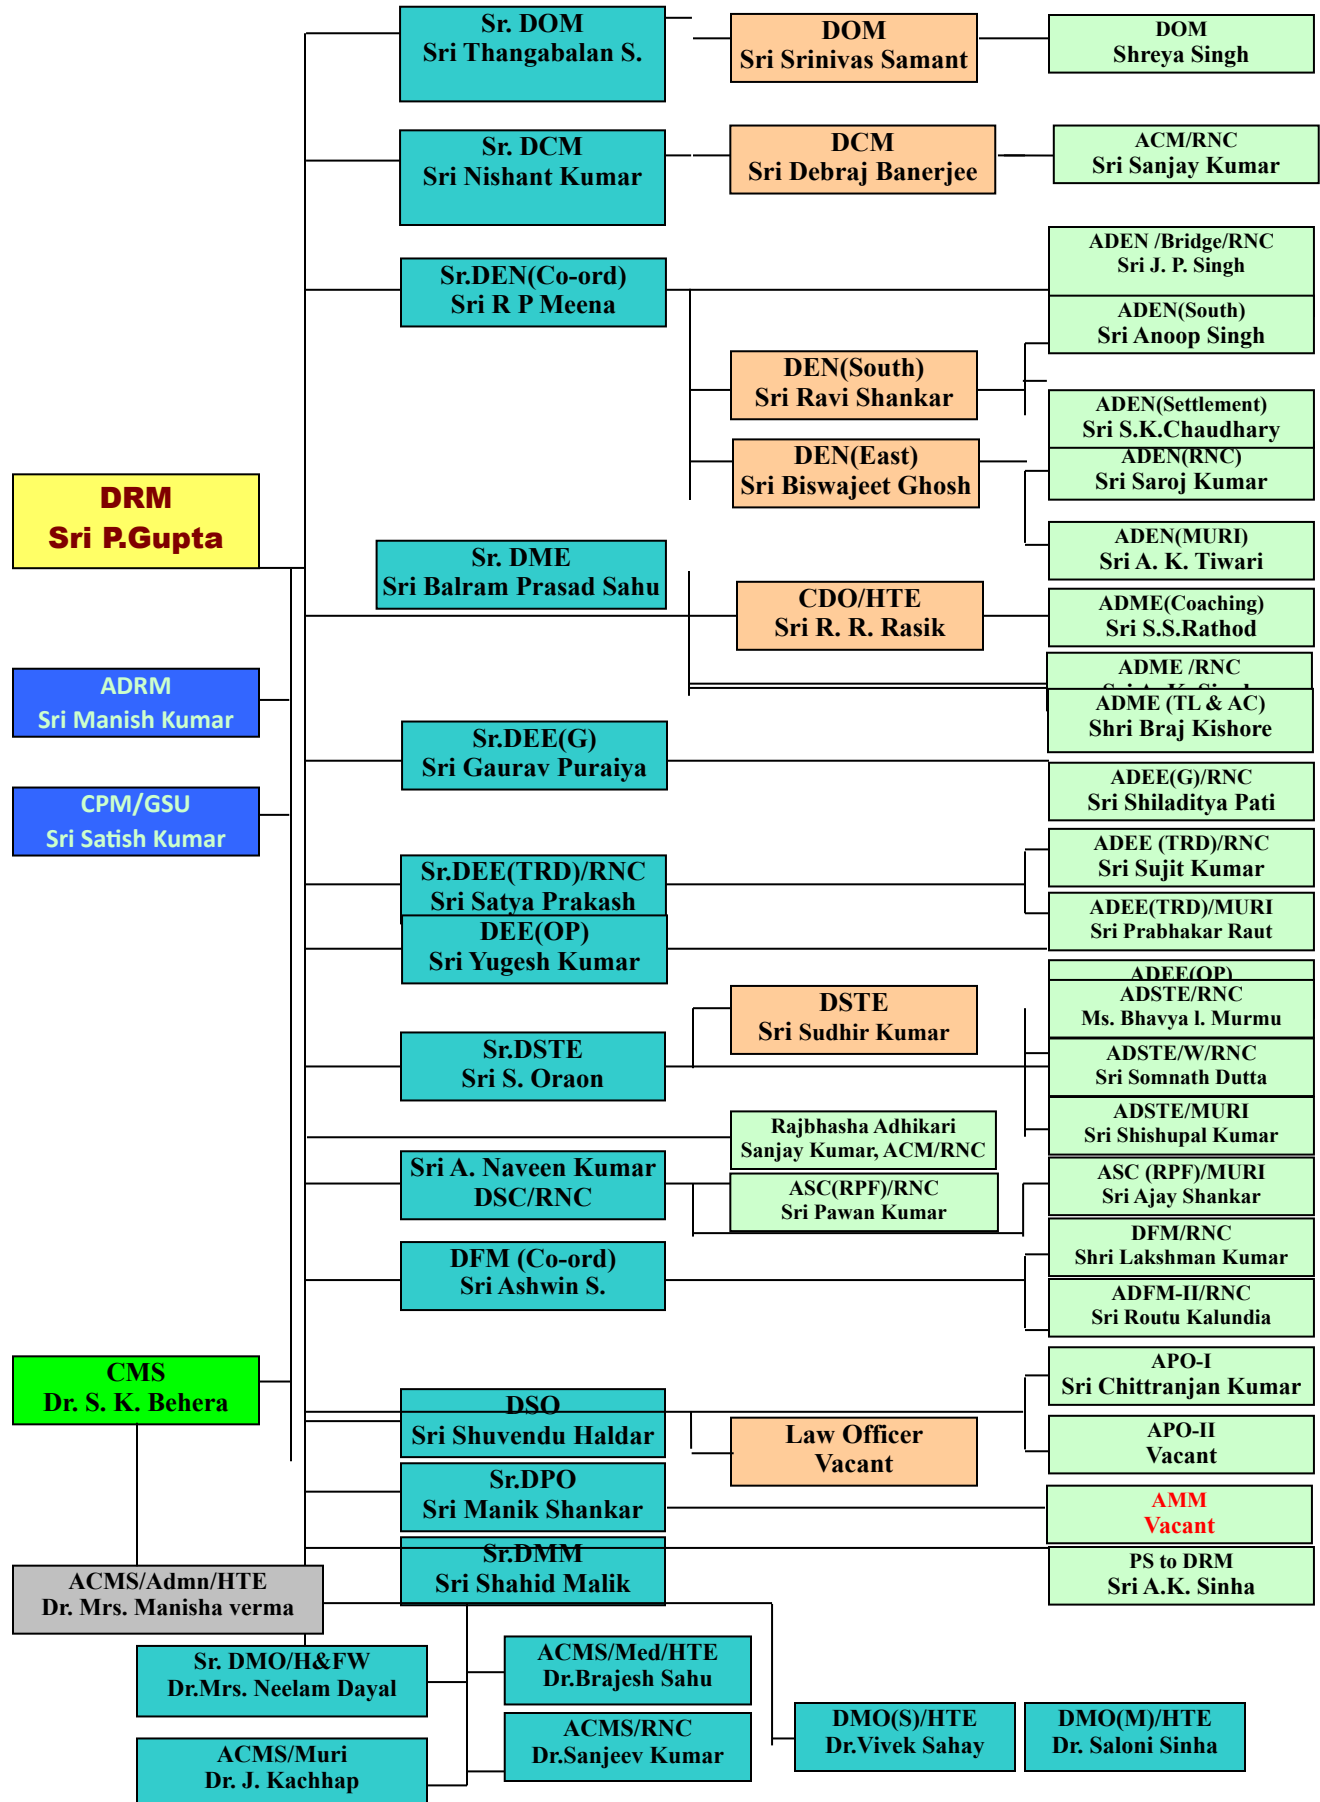 Sr. DOM
Sri Thangabalan S.
DOM
Sri Srinivas Samant
DOM
Shreya Singh
Sr. DCM
Sri Nishant Kumar
DCM
Sri Debraj Banerjee
ACM/RNC
Sri Sanjay Kumar
ADEN /Bridge/RNC
Sri J. P. Singh
Sr.DEN(Co-ord)
Sri R P Meena
ADEN(South)
Sri Anoop Singh
DEN(South)
Sri Ravi Shankar
ADEN(Settlement)
Sri S.K.Chaudhary
DEN(East)
Sri Biswajeet Ghosh
ADEN(RNC)
Sri Saroj Kumar
DRM
Sri P.Gupta
ADEN(MURI)
Sri A. K. Tiwari
Sr. DME
Sri Balram Prasad Sahu
CDO/HTE
Sri R. R. Rasik
ADME(Coaching)
Sri S.S.Rathod
ADME /RNC
ADRM
Sri Manish Kumar
ADME (TL & AC)
Shri Braj Kishore
Sr.DEE(G)
Sri Gaurav Puraiya
ADEE(G)/RNC
Sri Shiladitya Pati
CPM/GSU
Sri Satish Kumar
ADEE (TRD)/RNC
Sri Sujit Kumar
Sr.DEE(TRD)/RNC
Sri Satya Prakash
ADEE(TRD)/MURI
Sri Prabhakar Raut
DEE(OP)
Sri Yugesh Kumar
ADEE(OP)
ADSTE/RNC
Ms. Bhavya l. Murmu
DSTE
Sri Sudhir Kumar
Sr.DSTE
Sri S. Oraon
ADSTE/W/RNC
Sri Somnath Dutta
ADSTE/MURI
Sri Shishupal Kumar
Rajbhasha Adhikari
Sanjay Kumar, ACM/RNC
Sri A. Naveen Kumar
DSC/RNC
ASC(RPF)/RNC
Sri Pawan Kumar
ASC (RPF)/MURI
Sri Ajay Shankar
DFM/RNC
Shri Lakshman Kumar
DFM (Co-ord)
Sri Ashwin S.
ADFM-II/RNC
Sri Routu Kalundia
CMS
Dr. S. K. Behera
APO-I
Sri Chittranjan Kumar
DSO
Sri Shuvendu Haldar
Law Officer
Vacant
APO-II
Vacant
Sr.DPO
Sri Manik Shankar
AMM
Vacant
Sr.DMM
Sri Shahid Malik
PS to DRM
Sri A.K. Sinha
ACMS/Admn/HTE
Dr. Mrs. Manisha verma
Sr. DMO/H&FW
Dr.Mrs. Neelam Dayal
ACMS/Med/HTE
Dr.Brajesh Sahu
DMO(S)/HTE
Dr.Vivek Sahay
DMO(M)/HTE
Dr. Saloni Sinha
ACMS/RNC
Dr.Sanjeev Kumar
ACMS/Muri
Dr. J. Kachhap